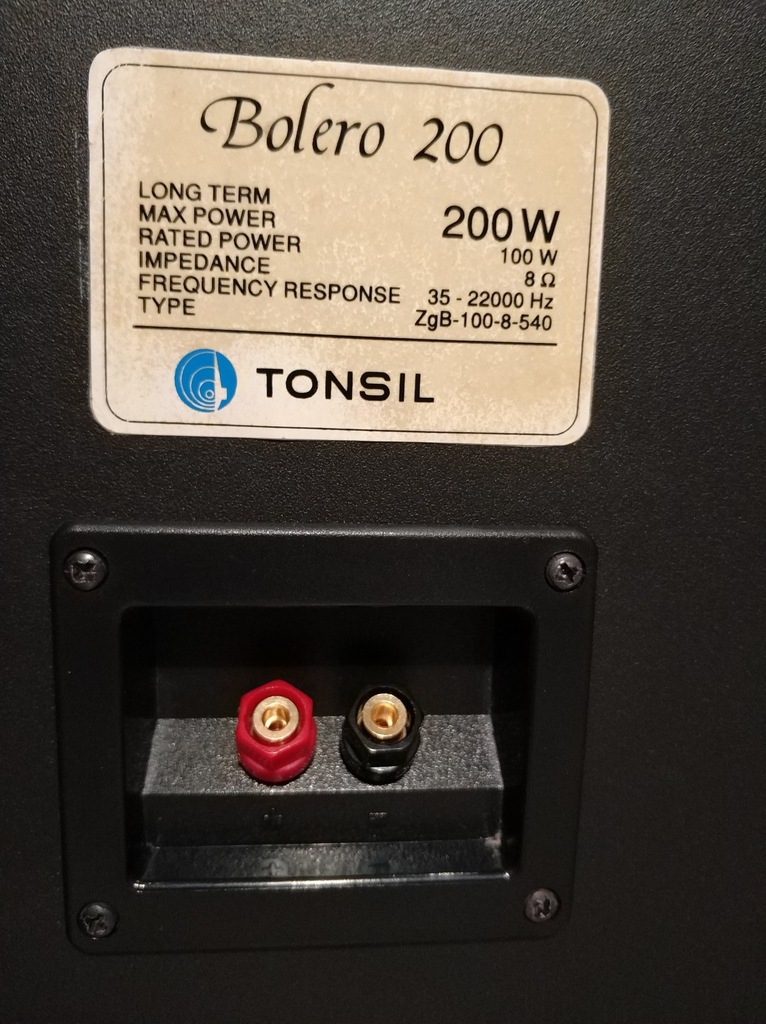 Bolero 200
LONG TERM
MAX POWER 200 W
RATED POWER 100 W
IMPEDANCE 8 Ω
FREQUENCY RESPONSE 35 - 22000 Hz
TYPE ZgB-100-8-540
TONSIL